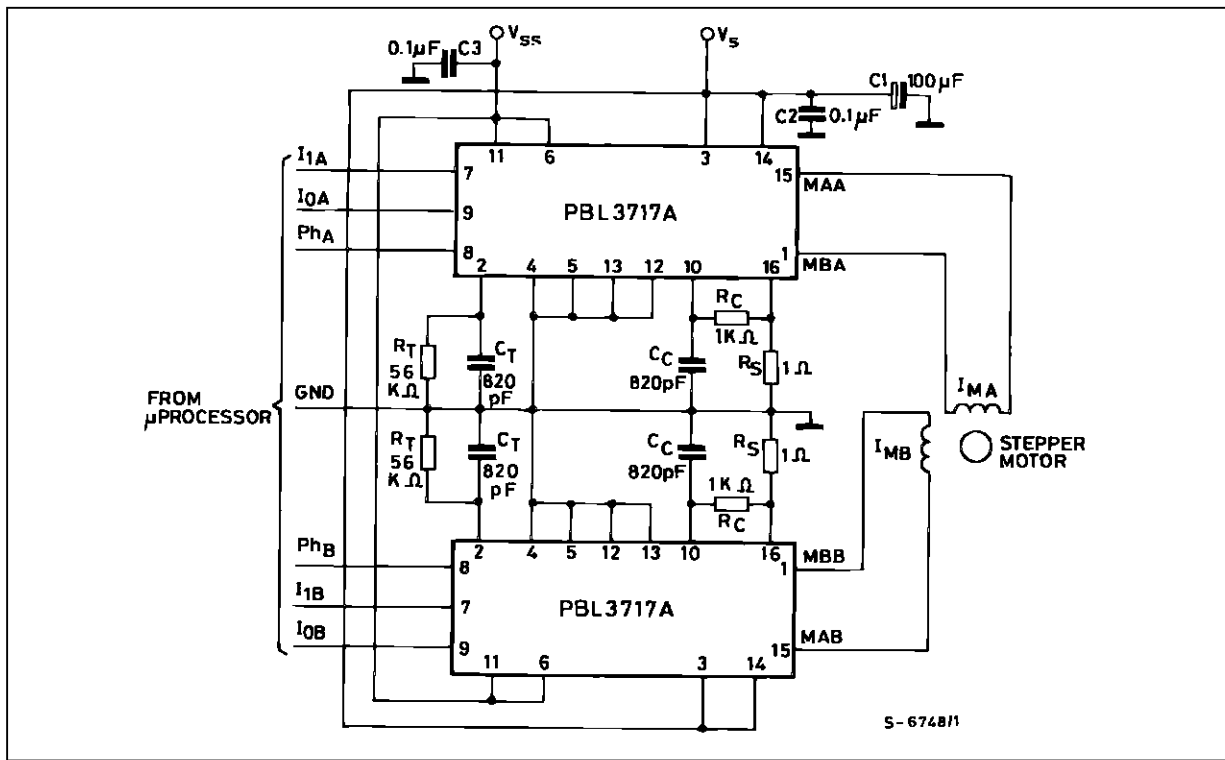 0.1µF C3
VSS
VS
C1 100µF
C2 0.1µF
11 6 3 14
I1A 7
I0A 9
PhA 8
PBL3717A
15 MAA
1 MBA
2 4 5 13 12 10 16
RC
1KΩ
RT
56
KΩ
CT
820
pF
CC
820pF
RS 1Ω
IMA
FROM
µPROCESSOR
GND
RT
56
KΩ
CT
820
pF
CC
820pF
RS
1Ω
1KΩ
RC
IMB
STEPPER
MOTOR
2 4 5 12 13 10 16
PhB 8
I1B 7
I0B 9
PBL3717A
1 MBB
15 MAB
11 6 3 14
S-6748/1